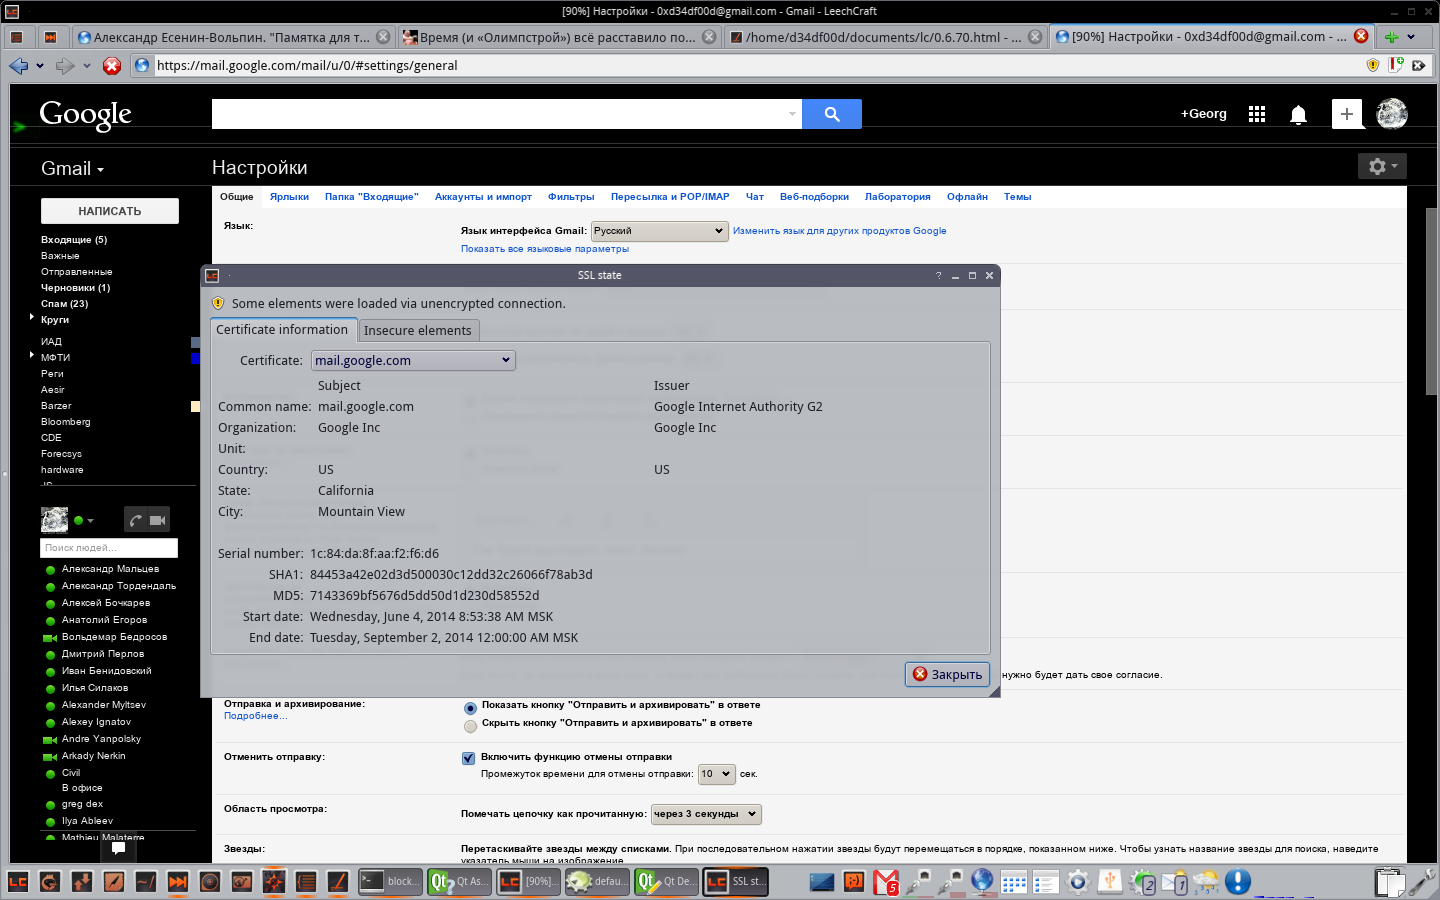 [90%] Настройки - 0xd34df00d@gmail.com - Gmail - LeechCraft
Александр Есенин-Вольпин. "Памятка для т...
Время (и «Олимпстрой») всё расставило по...
/home/d34df00d/documents/lc/0.6.70.html - ...
[90%] Настройки - 0xd34df00d@gmail.com - ...
https://mail.google.com/mail/u/0/#settings/general
Google
+Georg
Gmail
Настройки
НАПИСАТЬ
Общие Ярлыки Папка "Входящие" Аккаунты и импорт Фильтры Пересылка и POP/IMAP Чат Веб-подборки Лаборатория Офлайн Темы
Язык:
Язык интерфейса Gmail: Русский Изменить язык для других продуктов Google
Показать все языковые параметры
Входящие (5)
Важные
Отправленные
Черновики (1)
Спам (23)
Круги
ИАД
МФТИ
Реги
Aesir
Barzer
Bloomberg
CDE
Forecsys
hardware
SSL state
Some elements were loaded via unencrypted connection.
Certificate information
Insecure elements
Certificate: mail.google.com
Subject Issuer
Common name: mail.google.com Google Internet Authority G2
Organization: Google Inc Google Inc
Unit:
Country: US US
State: California
City: Mountain View
Serial number: 1c:84:da:8f:aa:f2:f6:d6
SHA1: 84453a42e02d3d500030c12dd32c26066f78ab3d
MD5: 7143369bf5676d5dd50d1d230d58552d
Start date: Wednesday, June 4, 2014 8:53:38 AM MSK
End date: Tuesday, September 2, 2014 12:00:00 AM MSK
Закрыть
Поиск людей...
Александр Мальцев
Александр Тордендаль
Алексей Бочкарев
Анатолий Егоров
Вольдемар Бедросов
Дмитрий Перлов
Иван Бенидовский
Илья Силаков
Alexander Myltsev
Alexey Ignatov
Andre Yanpolsky
Arkady Nerkin
Civil
В офисе
greg dex
Ilya Ableev
Mathieu Malaterre
нужно будет дать свое согласие.
Отправка и архивирование:
Подробнее...
Показать кнопку "Отправить и архивировать" в ответе
Скрыть кнопку "Отправить и архивировать" в ответе
Отменить отправку:
Включить функцию отмены отправки
Промежуток времени для отмены отправки: 10 сек.
Область просмотра:
Помечать цепочку как прочитанную: через 3 секунды
Звезды:
Перетаскивайте звезды между списками. При последовательном нажатии звезды будут перемещаться в порядке, показанном ниже. Чтобы узнать название звезды для поиска, наведите
указатель мыши на изображение.
block...
Qt As...
[90%]...
defau...
Qt De...
SSL st...
5
2
1